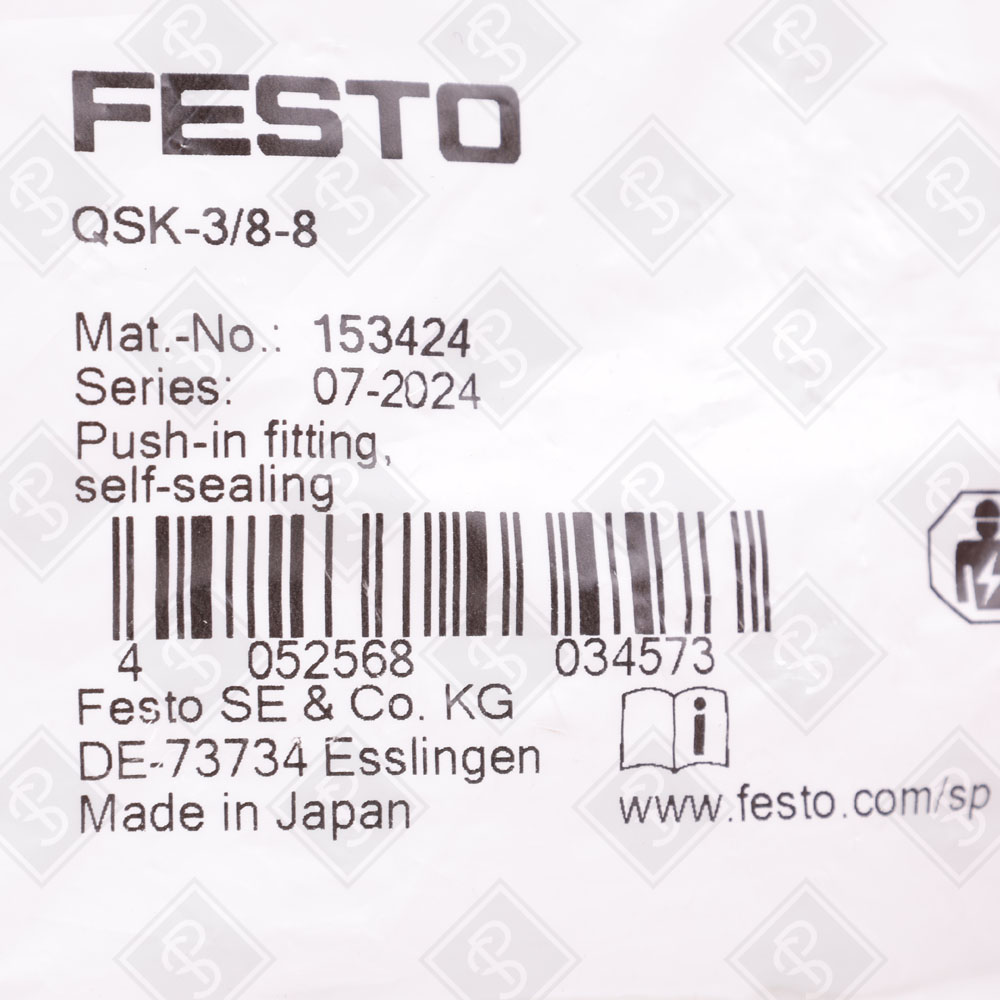 FESTO
QSK-3/8-8
Mat.-No.: 153424
Series: 07-2024
Push-in fitting,
self-sealing
4 052568 034573
Festo SE & Co. KG
DE-73734 Esslingen
Made in Japan
i
www.festo.com/sp